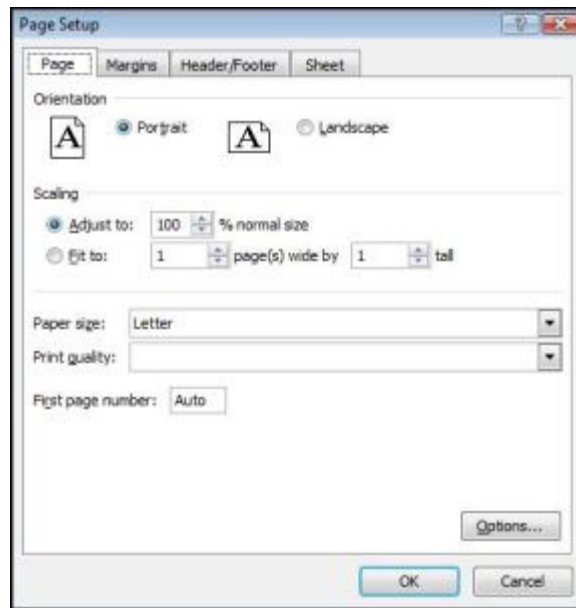 Page Setup
Page Margins Header/Footer Sheet
Orientation
A Portrait A Landscape
Scaling
Adjust to: 100 % normal size
Fit to: 1 page(s) wide by 1 tall
Paper size: Letter
Print quality:
First page number: Auto
Options...
OK Cancel